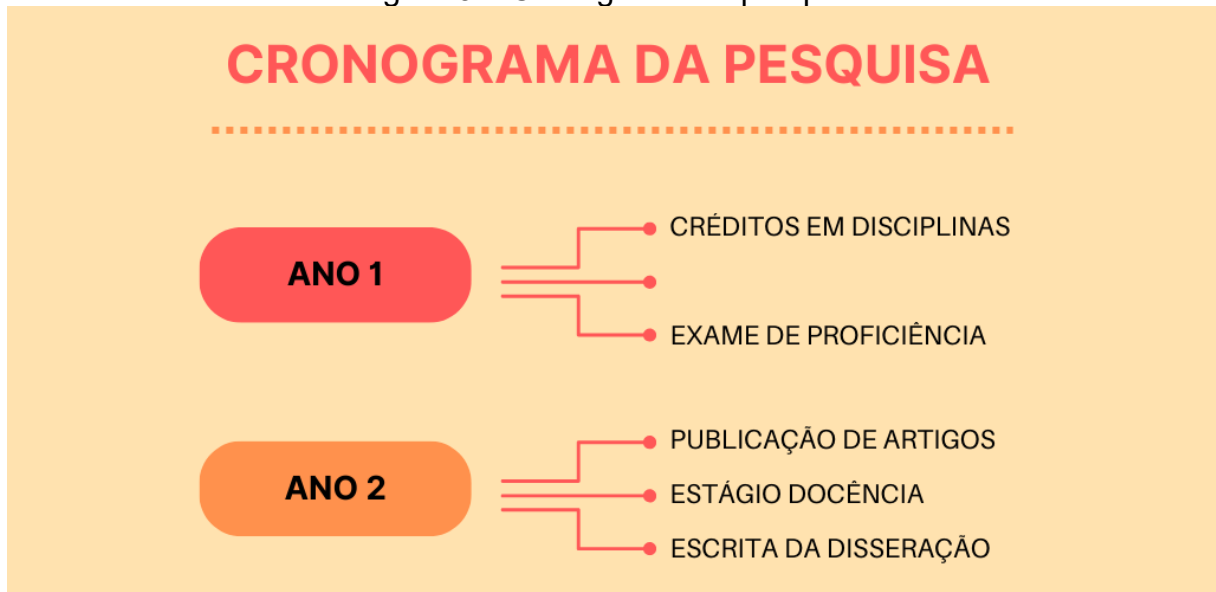 CRONOGRAMA DA PESQUISA
ANO 1
CRÉDITOS EM DISCIPLINAS
EXAME DE PROFICIÊNCIA
ANO 2
PUBLICAÇÃO DE ARTIGOS
ESTÁGIO DOCÊNCIA
ESCRITA DA DISSERAÇÃO